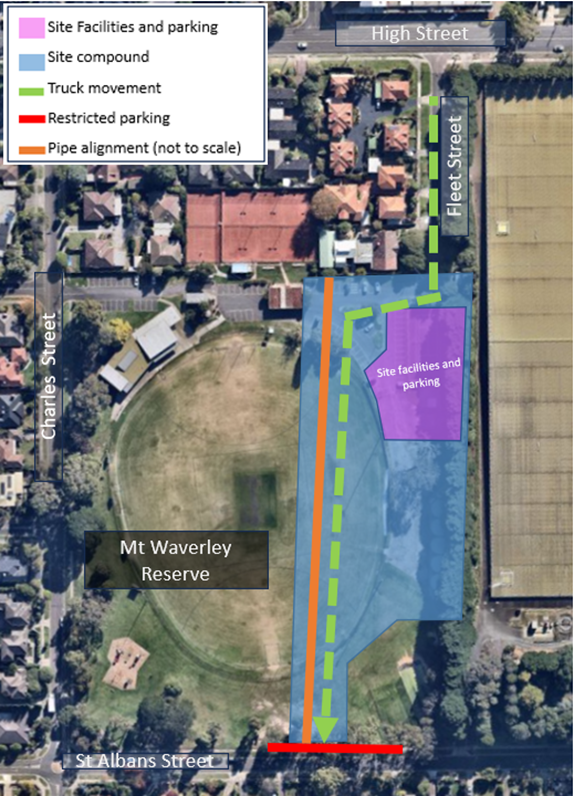 Site Facilities and parking
Site compound
Truck movement
Restricted parking
Pipe alignment (not to scale)
High Street
Fleet Street
Charles Street
Site facilities and
parking
Mt Waverley
Reserve
St Albans Street